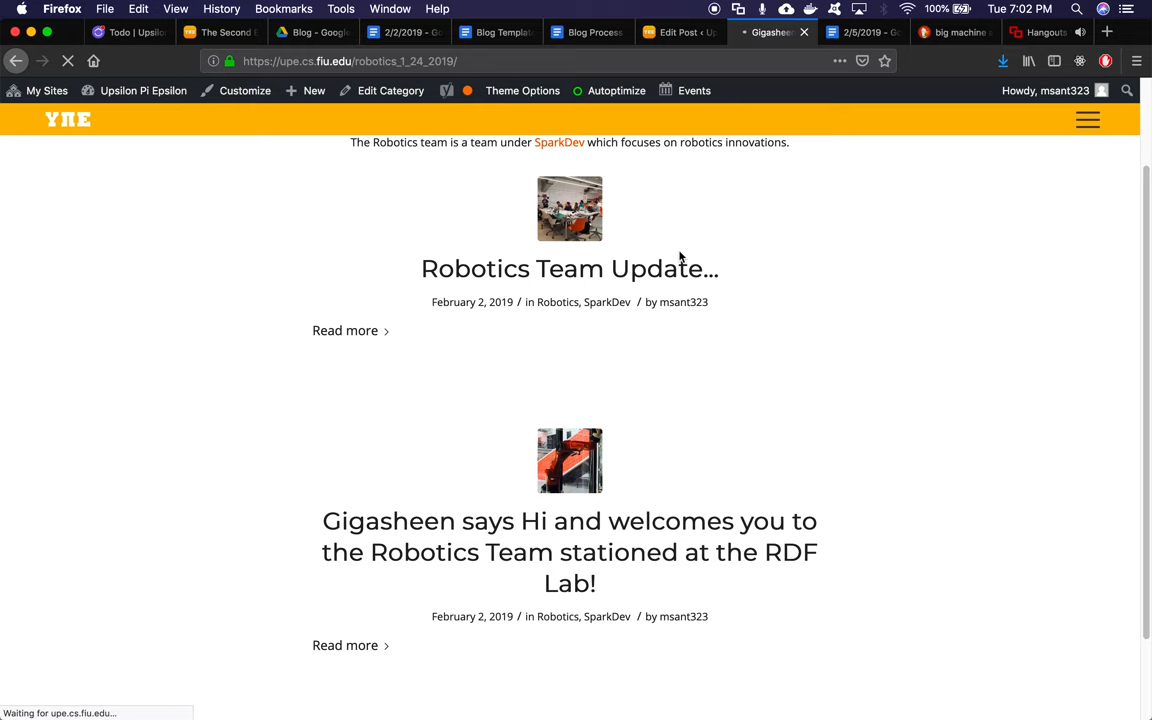 Firefox File Edit View History Bookmarks Tools Window Help 100% Tue 7:02 PM
Todo | Upsilo The Second E Blog - Google 2/2/2019 - Go Blog Templat Blog Process Edit Post ‹ Up Gigasheen 2/5/2019 - G big machine a Hangouts
https://upe.cs.fiu.edu/robotics_1_24_2019/
My Sites Upsilon Pi Epsilon Customize New Edit Category Theme Options Autoptimize Events Howdy, msant323
ΥΠΕ
The Robotics team is a team under SparkDev which focuses on robotics innovations.
Robotics Team Update...
February 2, 2019 / in Robotics, SparkDev / by msant323
Read more
Gigasheen says Hi and welcomes you to
the Robotics Team stationed at the RDF
Lab!
February 2, 2019 / in Robotics, SparkDev / by msant323
Read more
Waiting for upe.cs.fiu.edu...